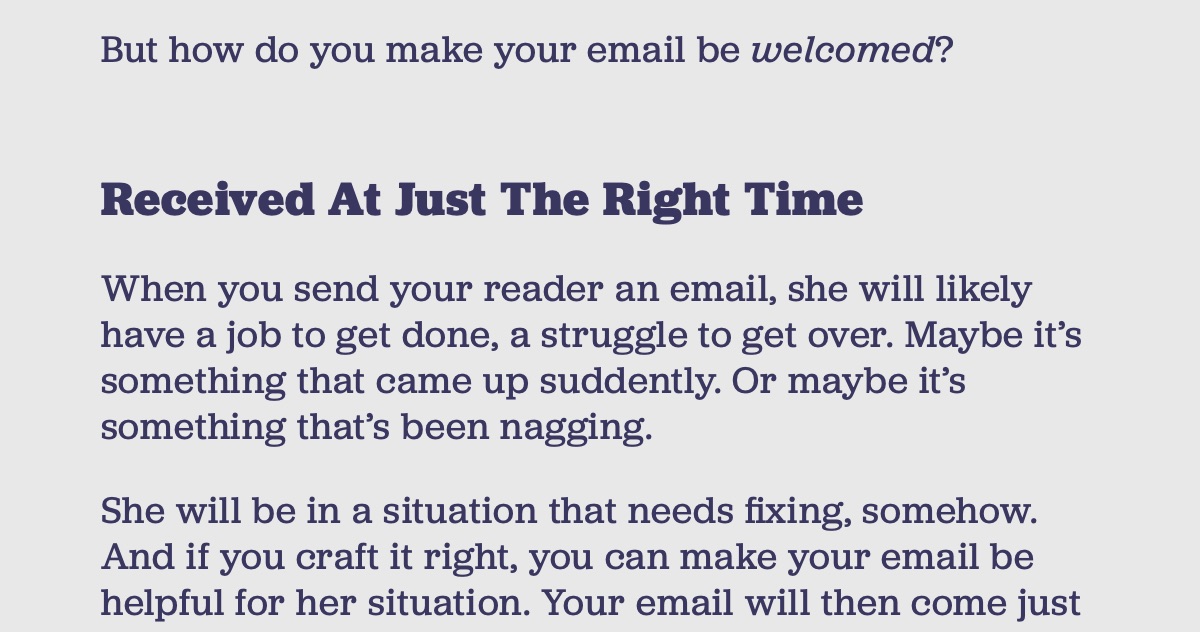 But how do you make your email be welcomed?
Received At Just The Right Time
When you send your reader an email, she will likely
have a job to get done, a struggle to get over. Maybe it’s
something that came up suddently. Or maybe it’s
something that’s been nagging.
She will be in a situation that needs fixing, somehow.
And if you craft it right, you can make your email be
helpful for her situation. Your email will then come just